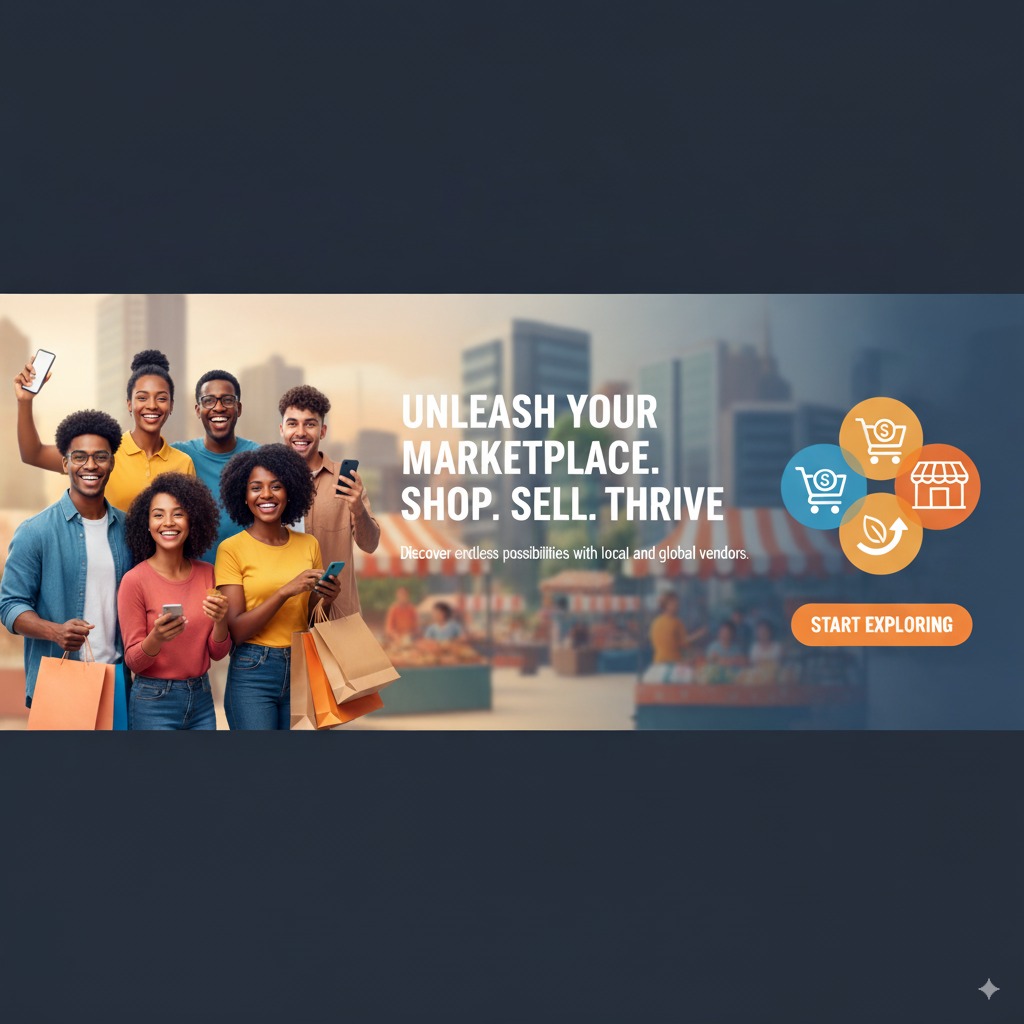 UNLEASH YOUR
MARKETPLACE.
SHOP. SELL. THRIVE
Discover endless possibilities with local and global vendors.
$
$
START EXPLORING